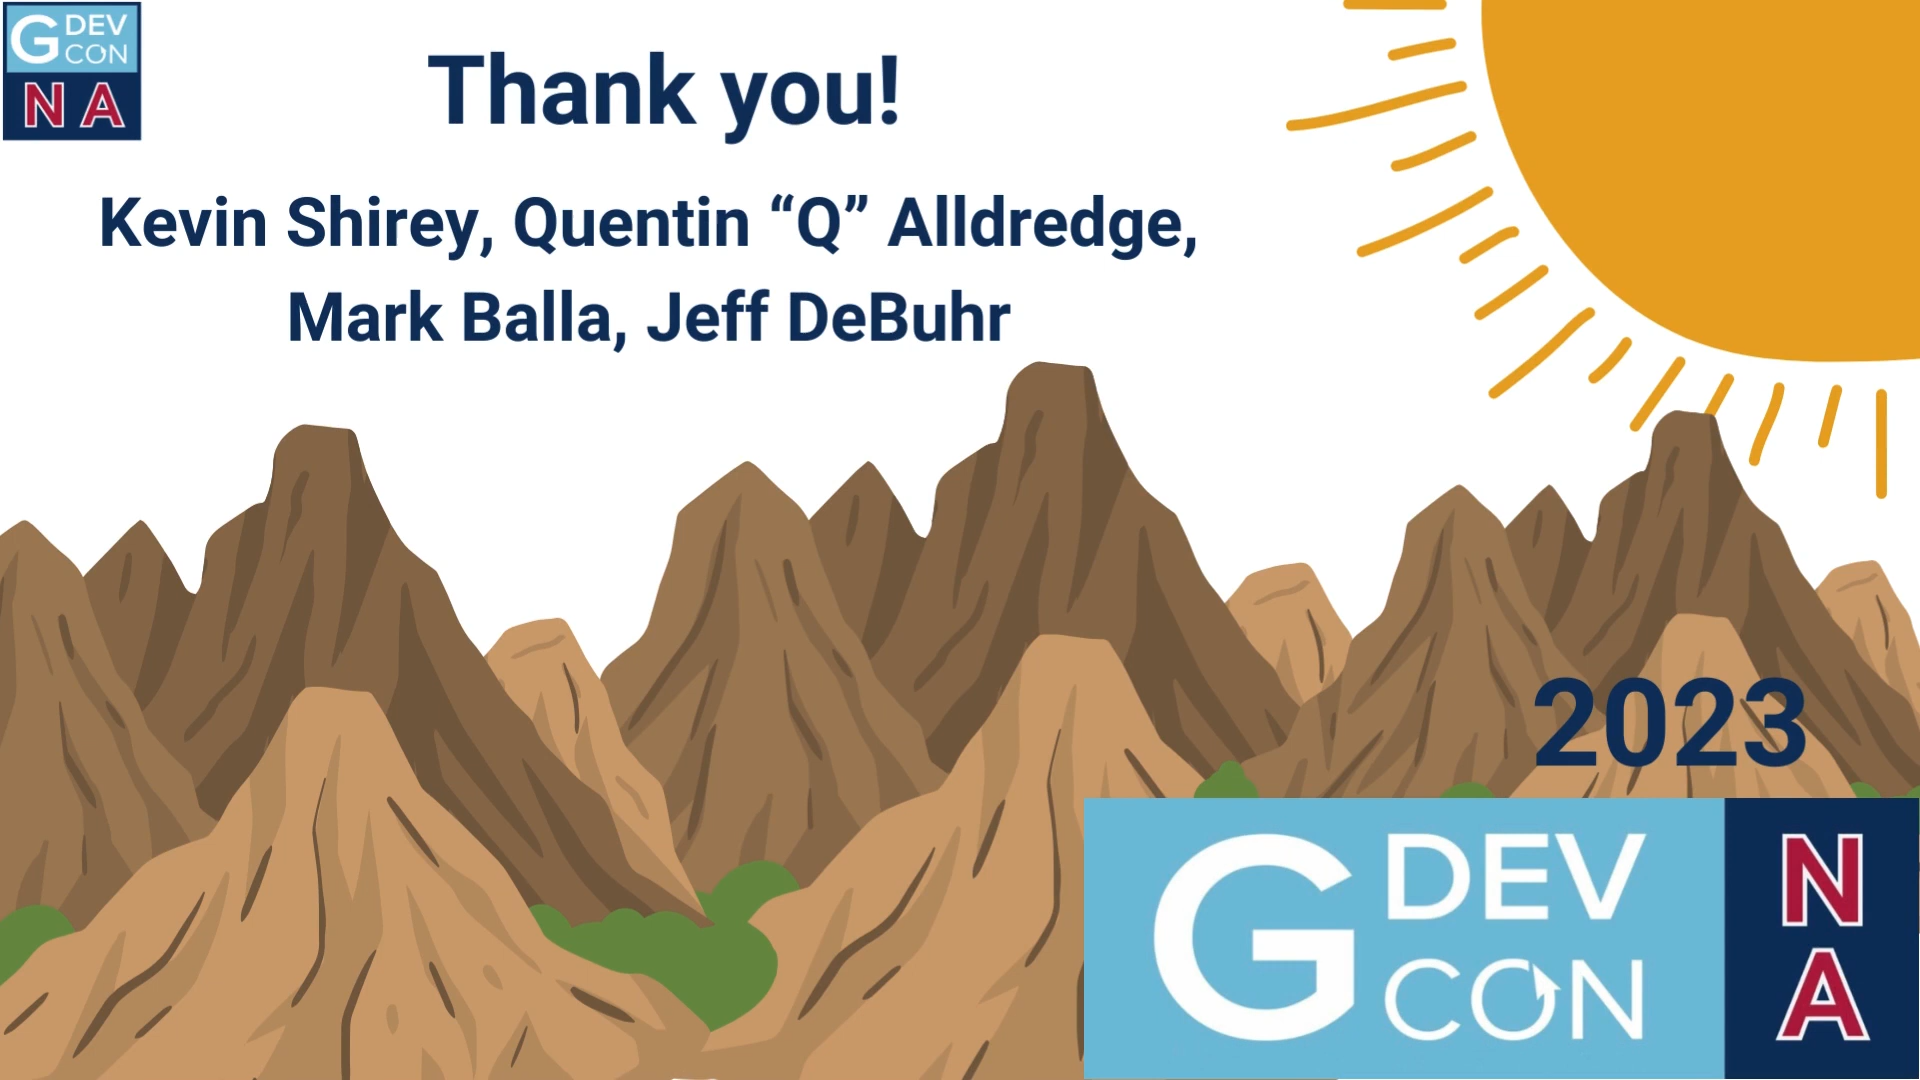 G DEV
CON
N A
Thank you!
Kevin Shirey, Quentin “Q” Alldredge,
Mark Balla, Jeff DeBuhr
2023
G DEV
CON
N
A